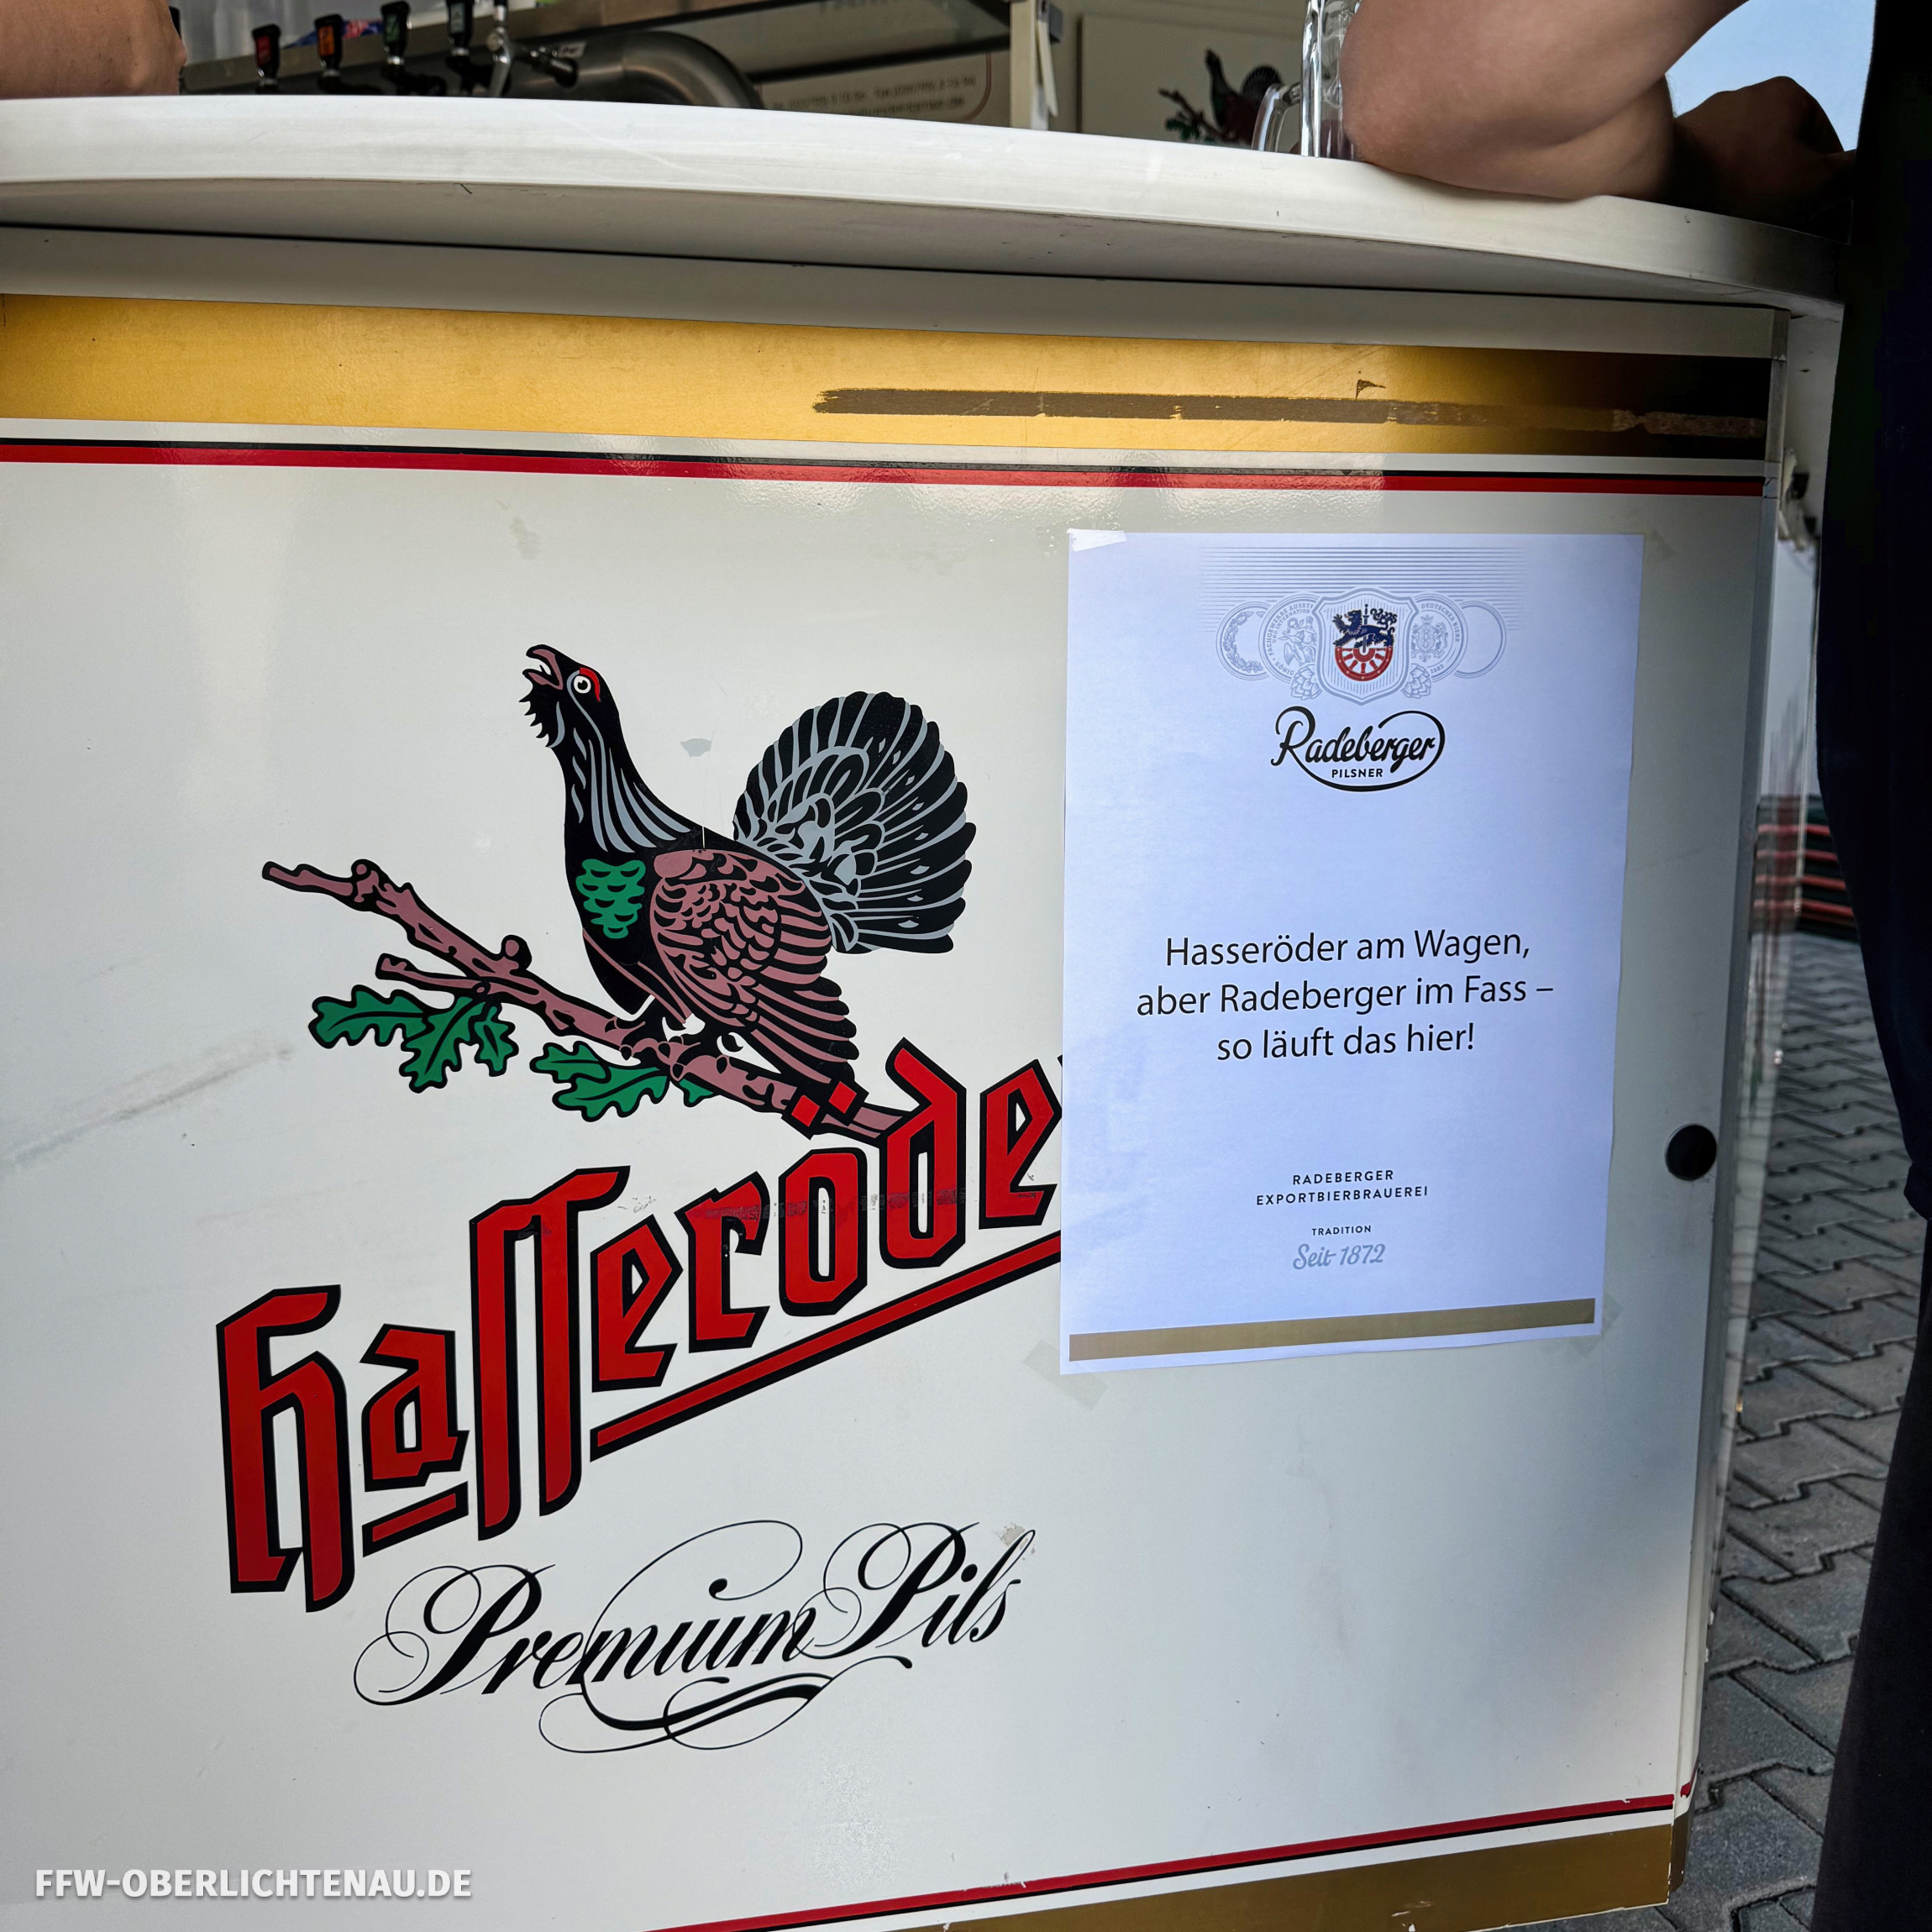 Radeberger
PILSNER
Hasseröder am Wagen,
aber Radeberger im Fass –
so läuft das hier!
RADEBERGER
EXPORTBIERBRAUEREI
TRADITION
Seit 1872
Hasseröde
Premium Pils
FFW-OBERLICHTENAU.DE